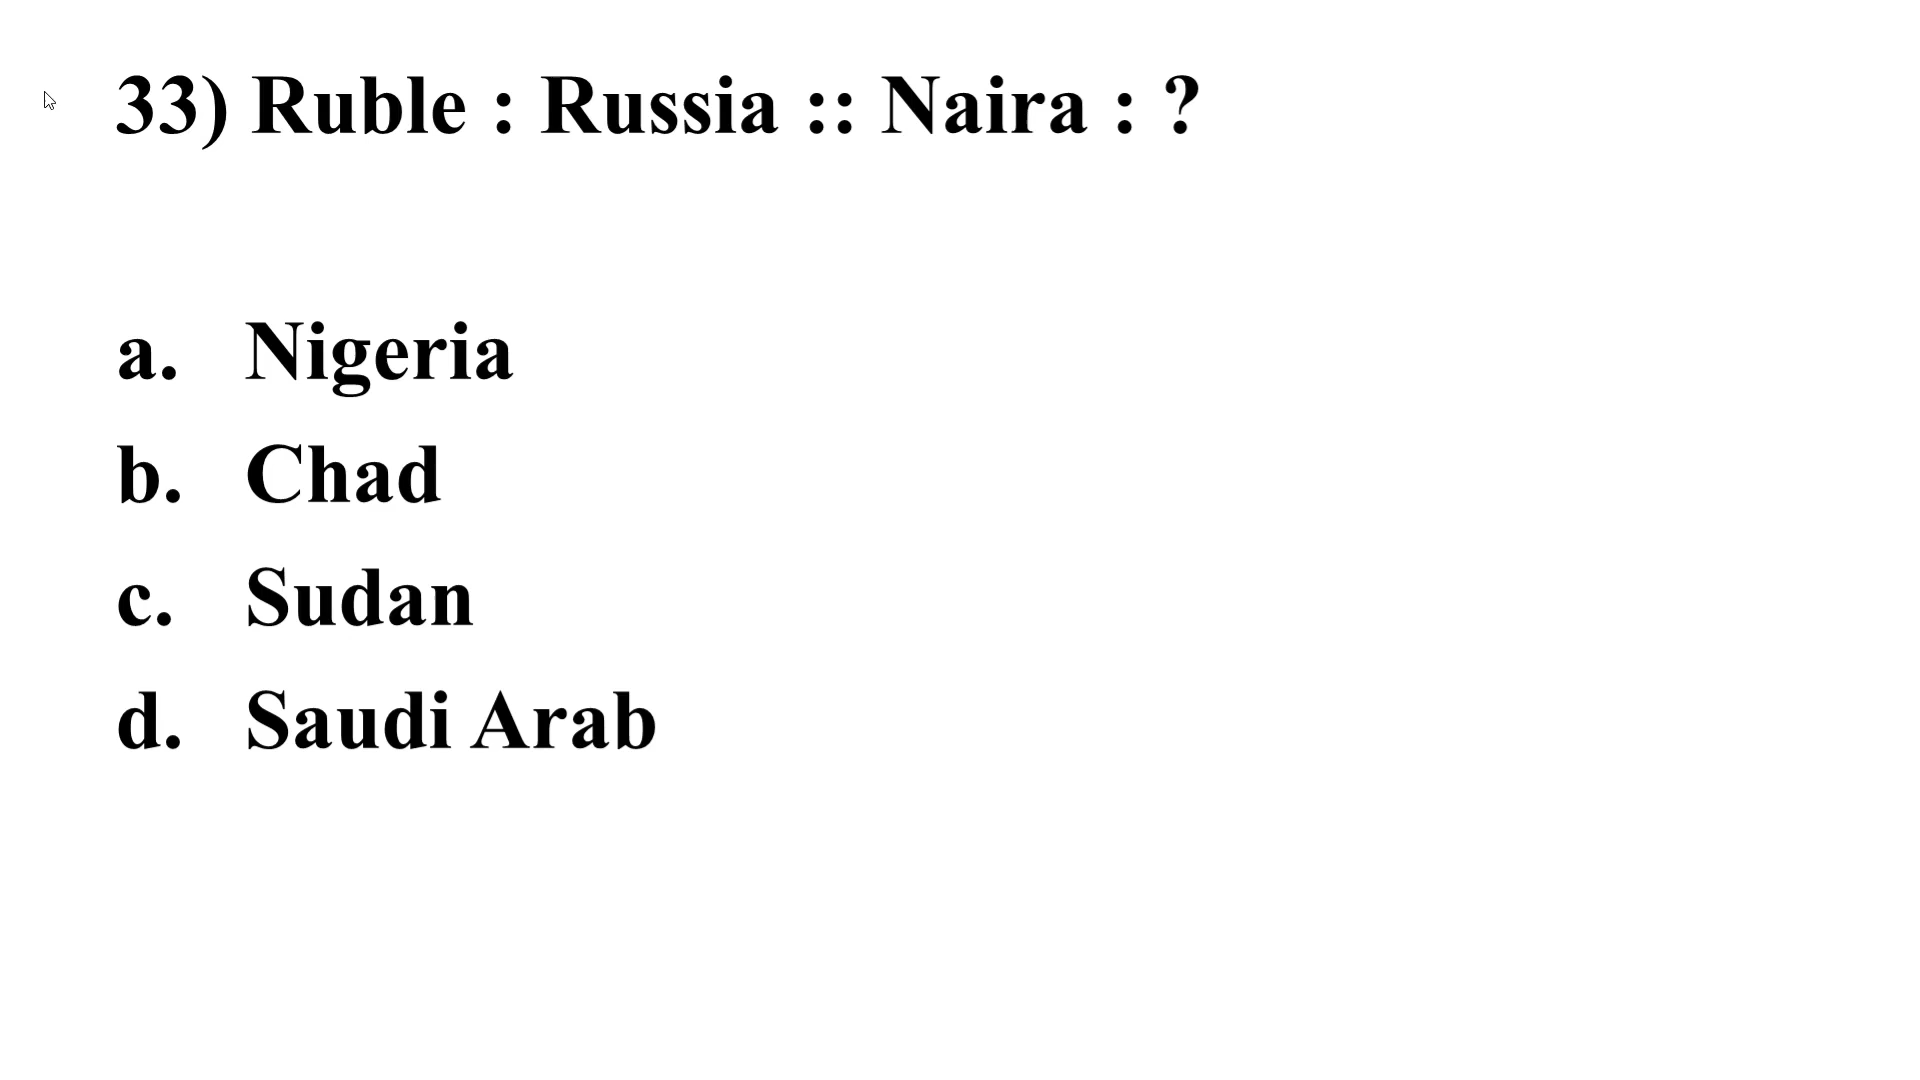 33) Ruble : Russia :: Naira : ?
a. Nigeria
b. Chad
c. Sudan
d. Saudi Arab